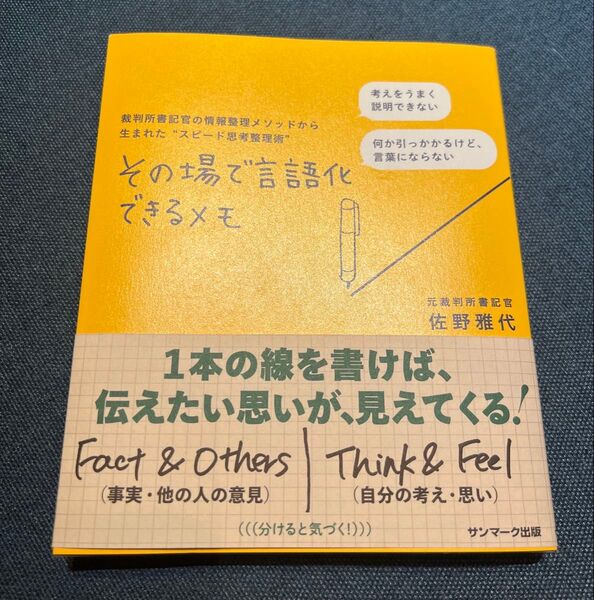 考えをうまく
説明できない
裁判所書記官の情報整理メソッドから
生まれた“スピード思考整理術”
何か引っかかるけど、
言葉にならない
その場で言語化
できるメモ
元裁判所書記官
佐野雅代
1本の線を書けば、
伝えたい思いが、見えてくる!
Fact & Others
(事実・他の人の意見)
Think & Feel
(自分の考え・思い)
(((分けると気づく!)))
サンマーク出版